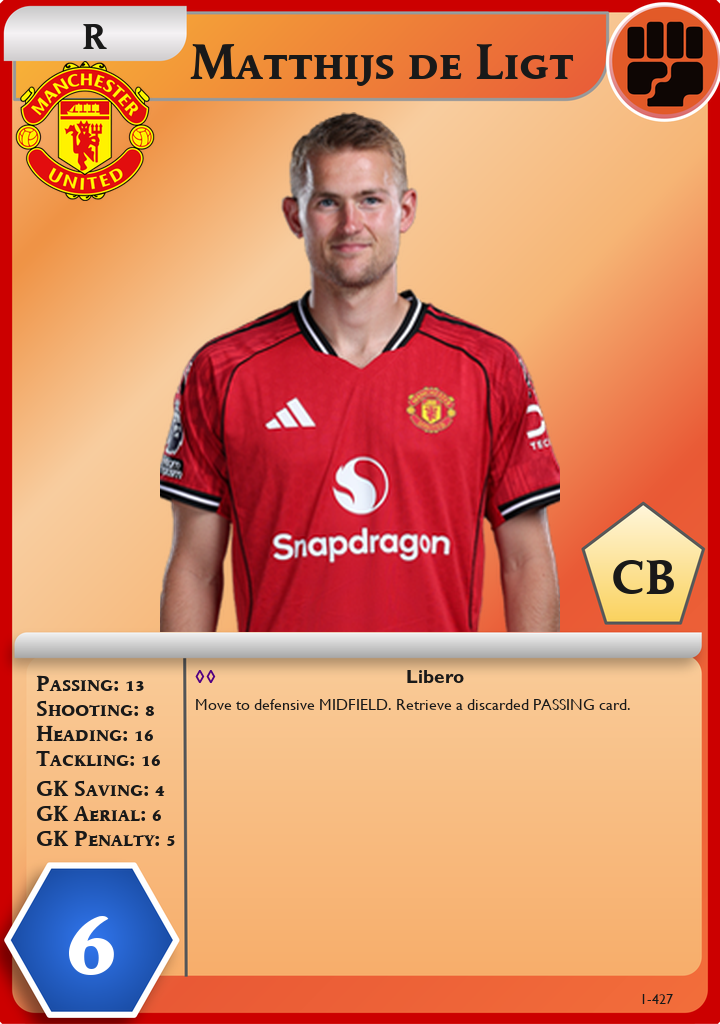 R
Matthijs de Ligt
MANCHESTER
UNITED
Snapdragon
CB
Passing: 13
Shooting: 8
Heading: 16
Tackling: 16
GK Saving: 4
GK Aerial: 6
GK Penalty: 5
◊◊ Libero
Move to defensive MIDFIELD. Retrieve a discarded PASSING card.
6
1-427